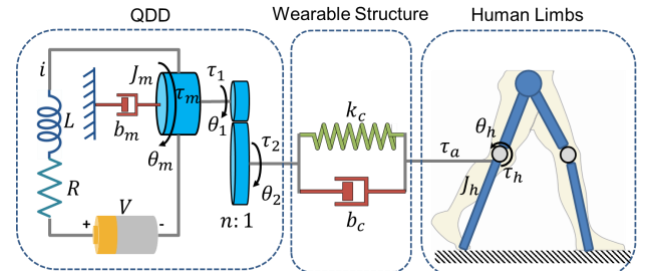 QDD
Wearable Structure
Human Limbs
i
L
R
V
+
-
J_m
b_m
τ_m
θ_m
τ_1
θ_1
n: 1
τ_2
θ_2
k_c
b_c
τ_a
θ_h
τ_h
J_h